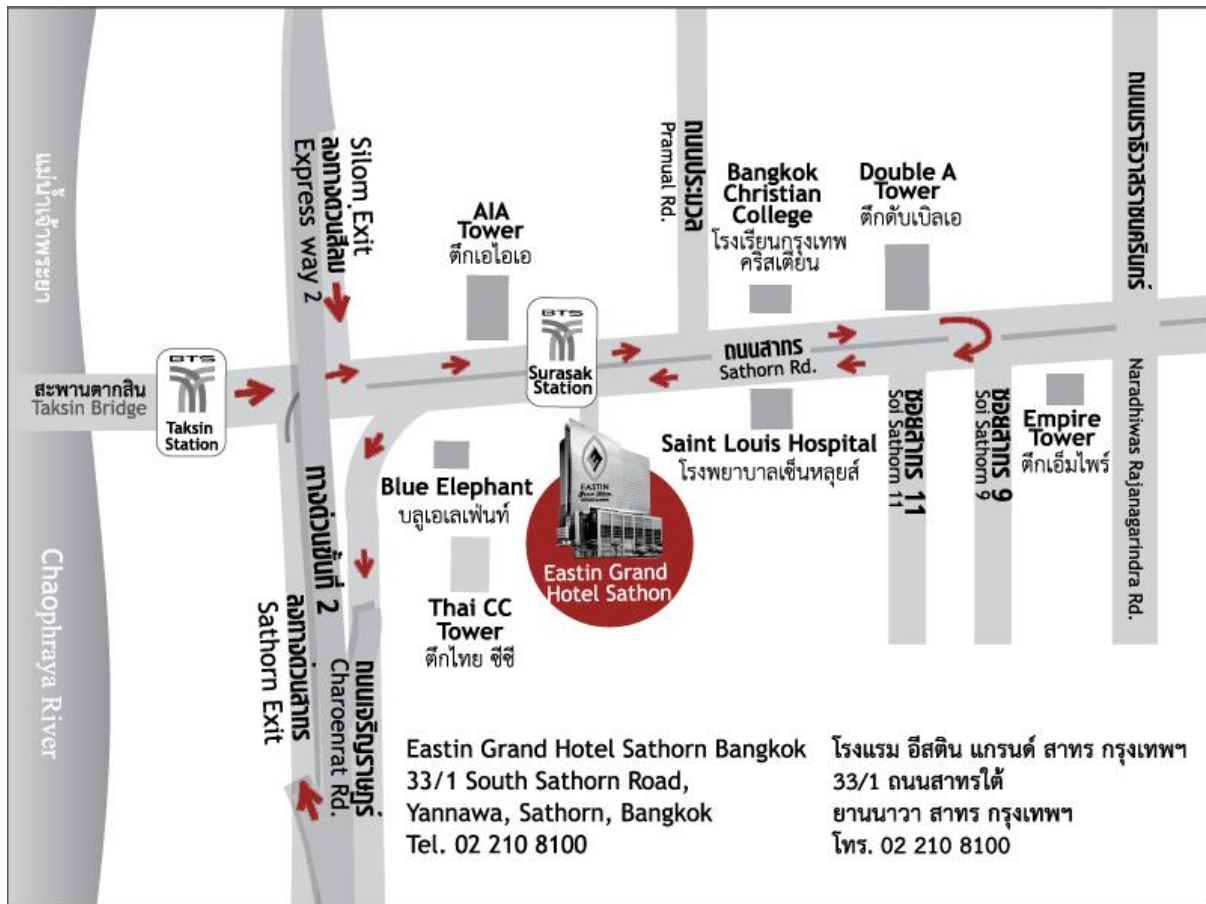 แม่น้ำเจ้าพระยา
Chaophraya River
สะพานตากสิน
Taksin Bridge
BTS
Taksin
Station
Silom Exit
ลงทางด่วนสีลม
Express way 2
AIA
Tower
ตึกเอไอเอ
BTS
Surasak
Station
ถนนประมวล
Pramual Rd.
Bangkok
Christian
College
โรงเรียนกรุงเทพ
คริสเตียน
Double A
Tower
ตึกดับเบิลเอ
ถนนนราธิวาสราชนครินทร์
Naradhiwas Rajanagarindra Rd.
ถนนสาทร
Sathorn Rd.
Blue Elephant
บลูเอเลเฟ่นท์
Thai CC
Tower
ตึกไทย ซีซี
EASTIN
Eastin Grand
Hotel Sathon
Saint Louis Hospital
โรงพยาบาลเซ็นหลุยส์
ซอยสาทร 11
Soi Sathorn 11
ซอยสาทร 9
Soi Sathorn 9
Empire
Tower
ตึกเอ็มไพร์
ทางด่วนขั้นที่ 2
ลงทางด่วนสาทร
Sathorn Exit
ถนนเจริญราษฎร์
Charoenrat Rd.
Eastin Grand Hotel Sathorn Bangkok
33/1 South Sathorn Road,
Yannawa, Sathorn, Bangkok
Tel. 02 210 8100
โรงแรม อีสติน แกรนด์ สาทร กรุงเทพฯ
33/1 ถนนสาทรใต้
ยานนาวา สาทร กรุงเทพฯ
โทร. 02 210 8100